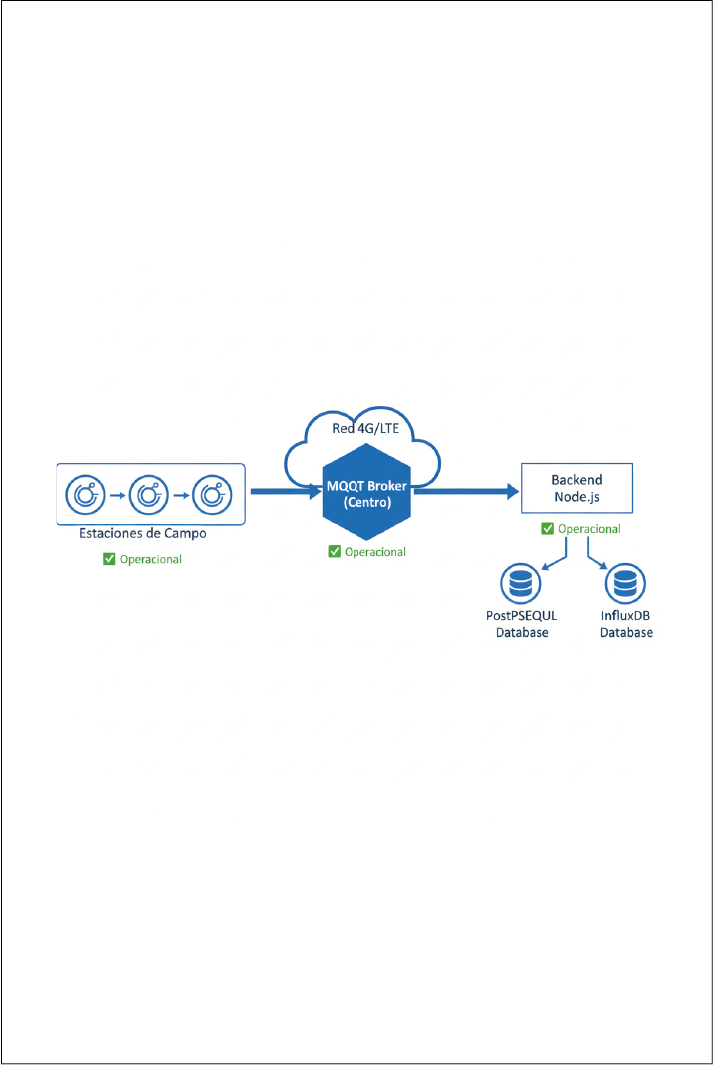 Red 4G/LTE
MQQT Broker
(Centro)
✅ Operacional
Estaciones de Campo
✅ Operacional
Backend
Node.js
✅ Operacional
PostPSEQUL
Database
InfluxDB
Database